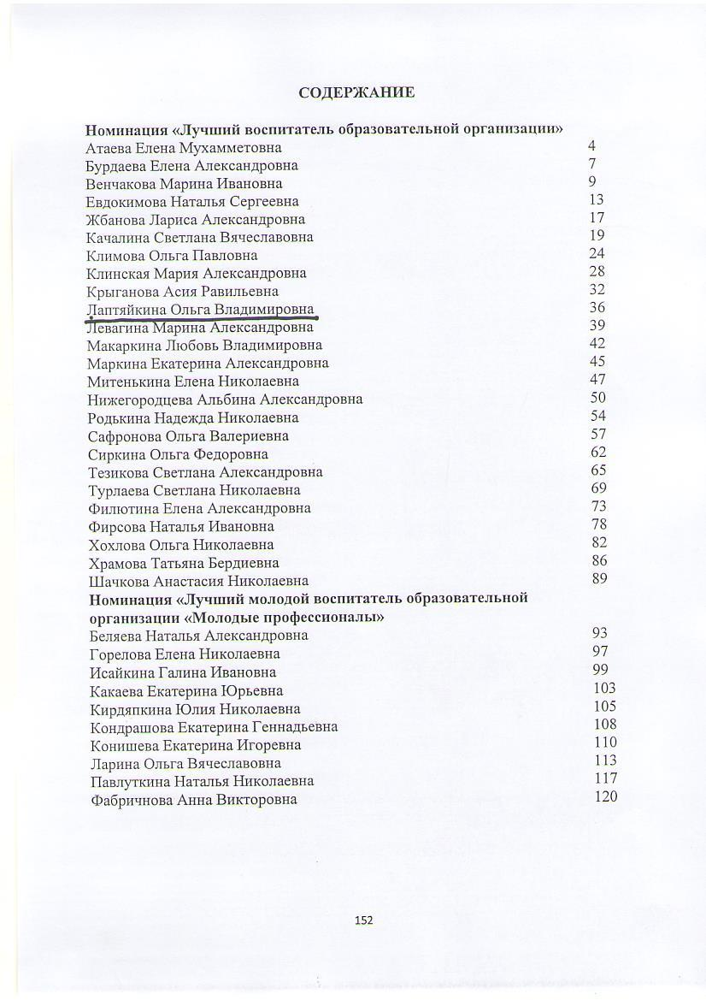 СОДЕРЖАНИЕ
Номинация «Лучший воспитатель образовательной организации»
Атаева Елена Мухамметовна 4
Бурдаева Елена Александровна 7
Венчакова Марина Ивановна 9
Евдокимова Наталья Сергеевна 13
Жбанова Лариса Александровна 17
Качалина Светлана Вячеславовна 19
Климова Ольга Павловна 24
Клинская Мария Александровна 28
Крыганова Асия Равильевна 32
Лаптяйкина Ольга Владимировна 36
Левагина Марина Александровна 39
Макаркина Любовь Владимировна 42
Маркина Екатерина Александровна 45
Митенькина Елена Николаевна 47
Нижегородцева Альбина Александровна 50
Родькина Надежда Николаевна 54
Сафронова Ольга Валериевна 57
Сиркина Ольга Федоровна 62
Тезикова Светлана Александровна 65
Турлаева Светлана Николаевна 69
Филютина Елена Александровна 73
Фирсова Наталья Ивановна 78
Хохлова Ольга Николаевна 82
Храмова Татьяна Бердиевна 86
Шачкова Анастасия Николаевна 89
Номинация «Лучший молодой воспитатель образовательной
организации «Молодые профессионалы»
Беляева Наталья Александровна 93
Горелова Елена Николаевна 97
Исайкина Галина Ивановна 99
Какаева Екатерина Юрьевна 103
Кирдяпкина Юлия Николаевна 105
Кондрашова Екатерина Геннадьевна 108
Конишева Екатерина Игоревна 110
Ларина Ольга Вячеславовна 113
Павлуткина Наталья Николаевна 117
Фабричнова Анна Викторовна 120
152